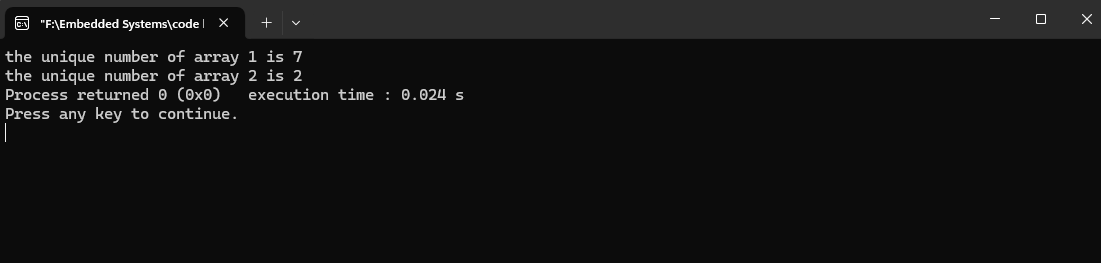 "F:\Embedded Systems\code
the unique number of array 1 is 7
the unique number of array 2 is 2
Process returned 0 (0x0)   execution time : 0.024 s
Press any key to continue.